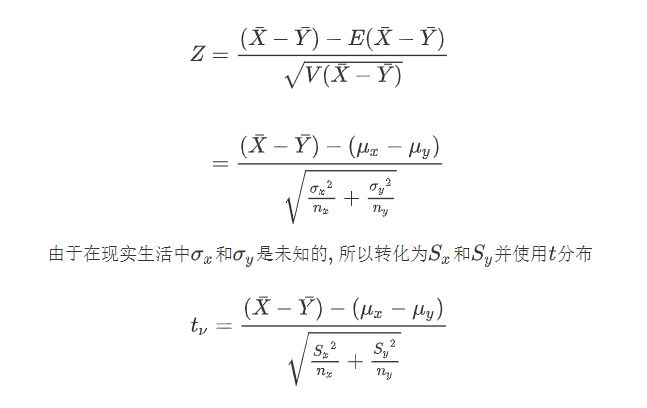 $Z = \frac{(\bar{X} - \bar{Y}) - E(\bar{X} - \bar{Y})}{\sqrt{V(\bar{X} - \bar{Y})}}$
$= \frac{(\bar{X} - \bar{Y}) - (\mu_x - \mu_y)}{\sqrt{\frac{{\sigma_x}^2}{n_x} + \frac{{\sigma_y}^2}{n_y}}}$
由于在现实生活中$\sigma_x$和$\sigma_y$是未知的, 所以转化为$S_x$和$S_y$并使用$t$分布
$t_\nu = \frac{(\bar{X} - \bar{Y}) - (\mu_x - \mu_y)}{\sqrt{\frac{{S_x}^2}{n_x} + \frac{{S_y}^2}{n_y}}}$